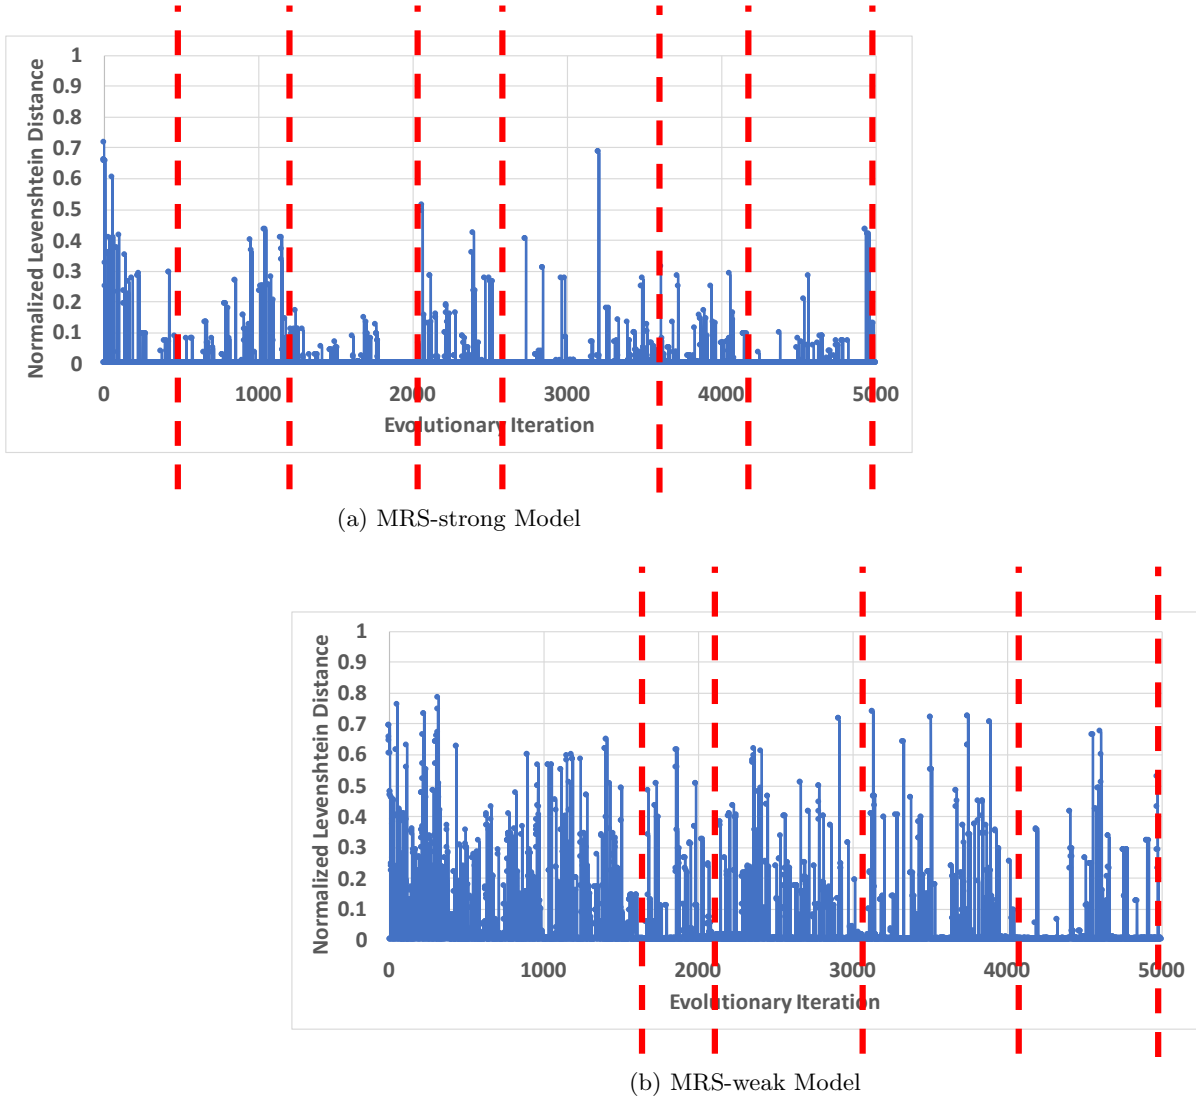 1
0.9
0.8
0.7
0.6
0.5
0.4
0.3
0.2
0.1
0
Normalized Levenshtein Distance
0 1000 2000 3000 4000 5000
Evolutionary Iteration
(a) MRS-strong Model
1
0.9
0.8
0.7
0.6
0.5
0.4
0.3
0.2
0.1
0
Normalized Levenshtein Distance
0 1000 2000 3000 4000 5000
Evolutionary Iteration
(b) MRS-weak Model